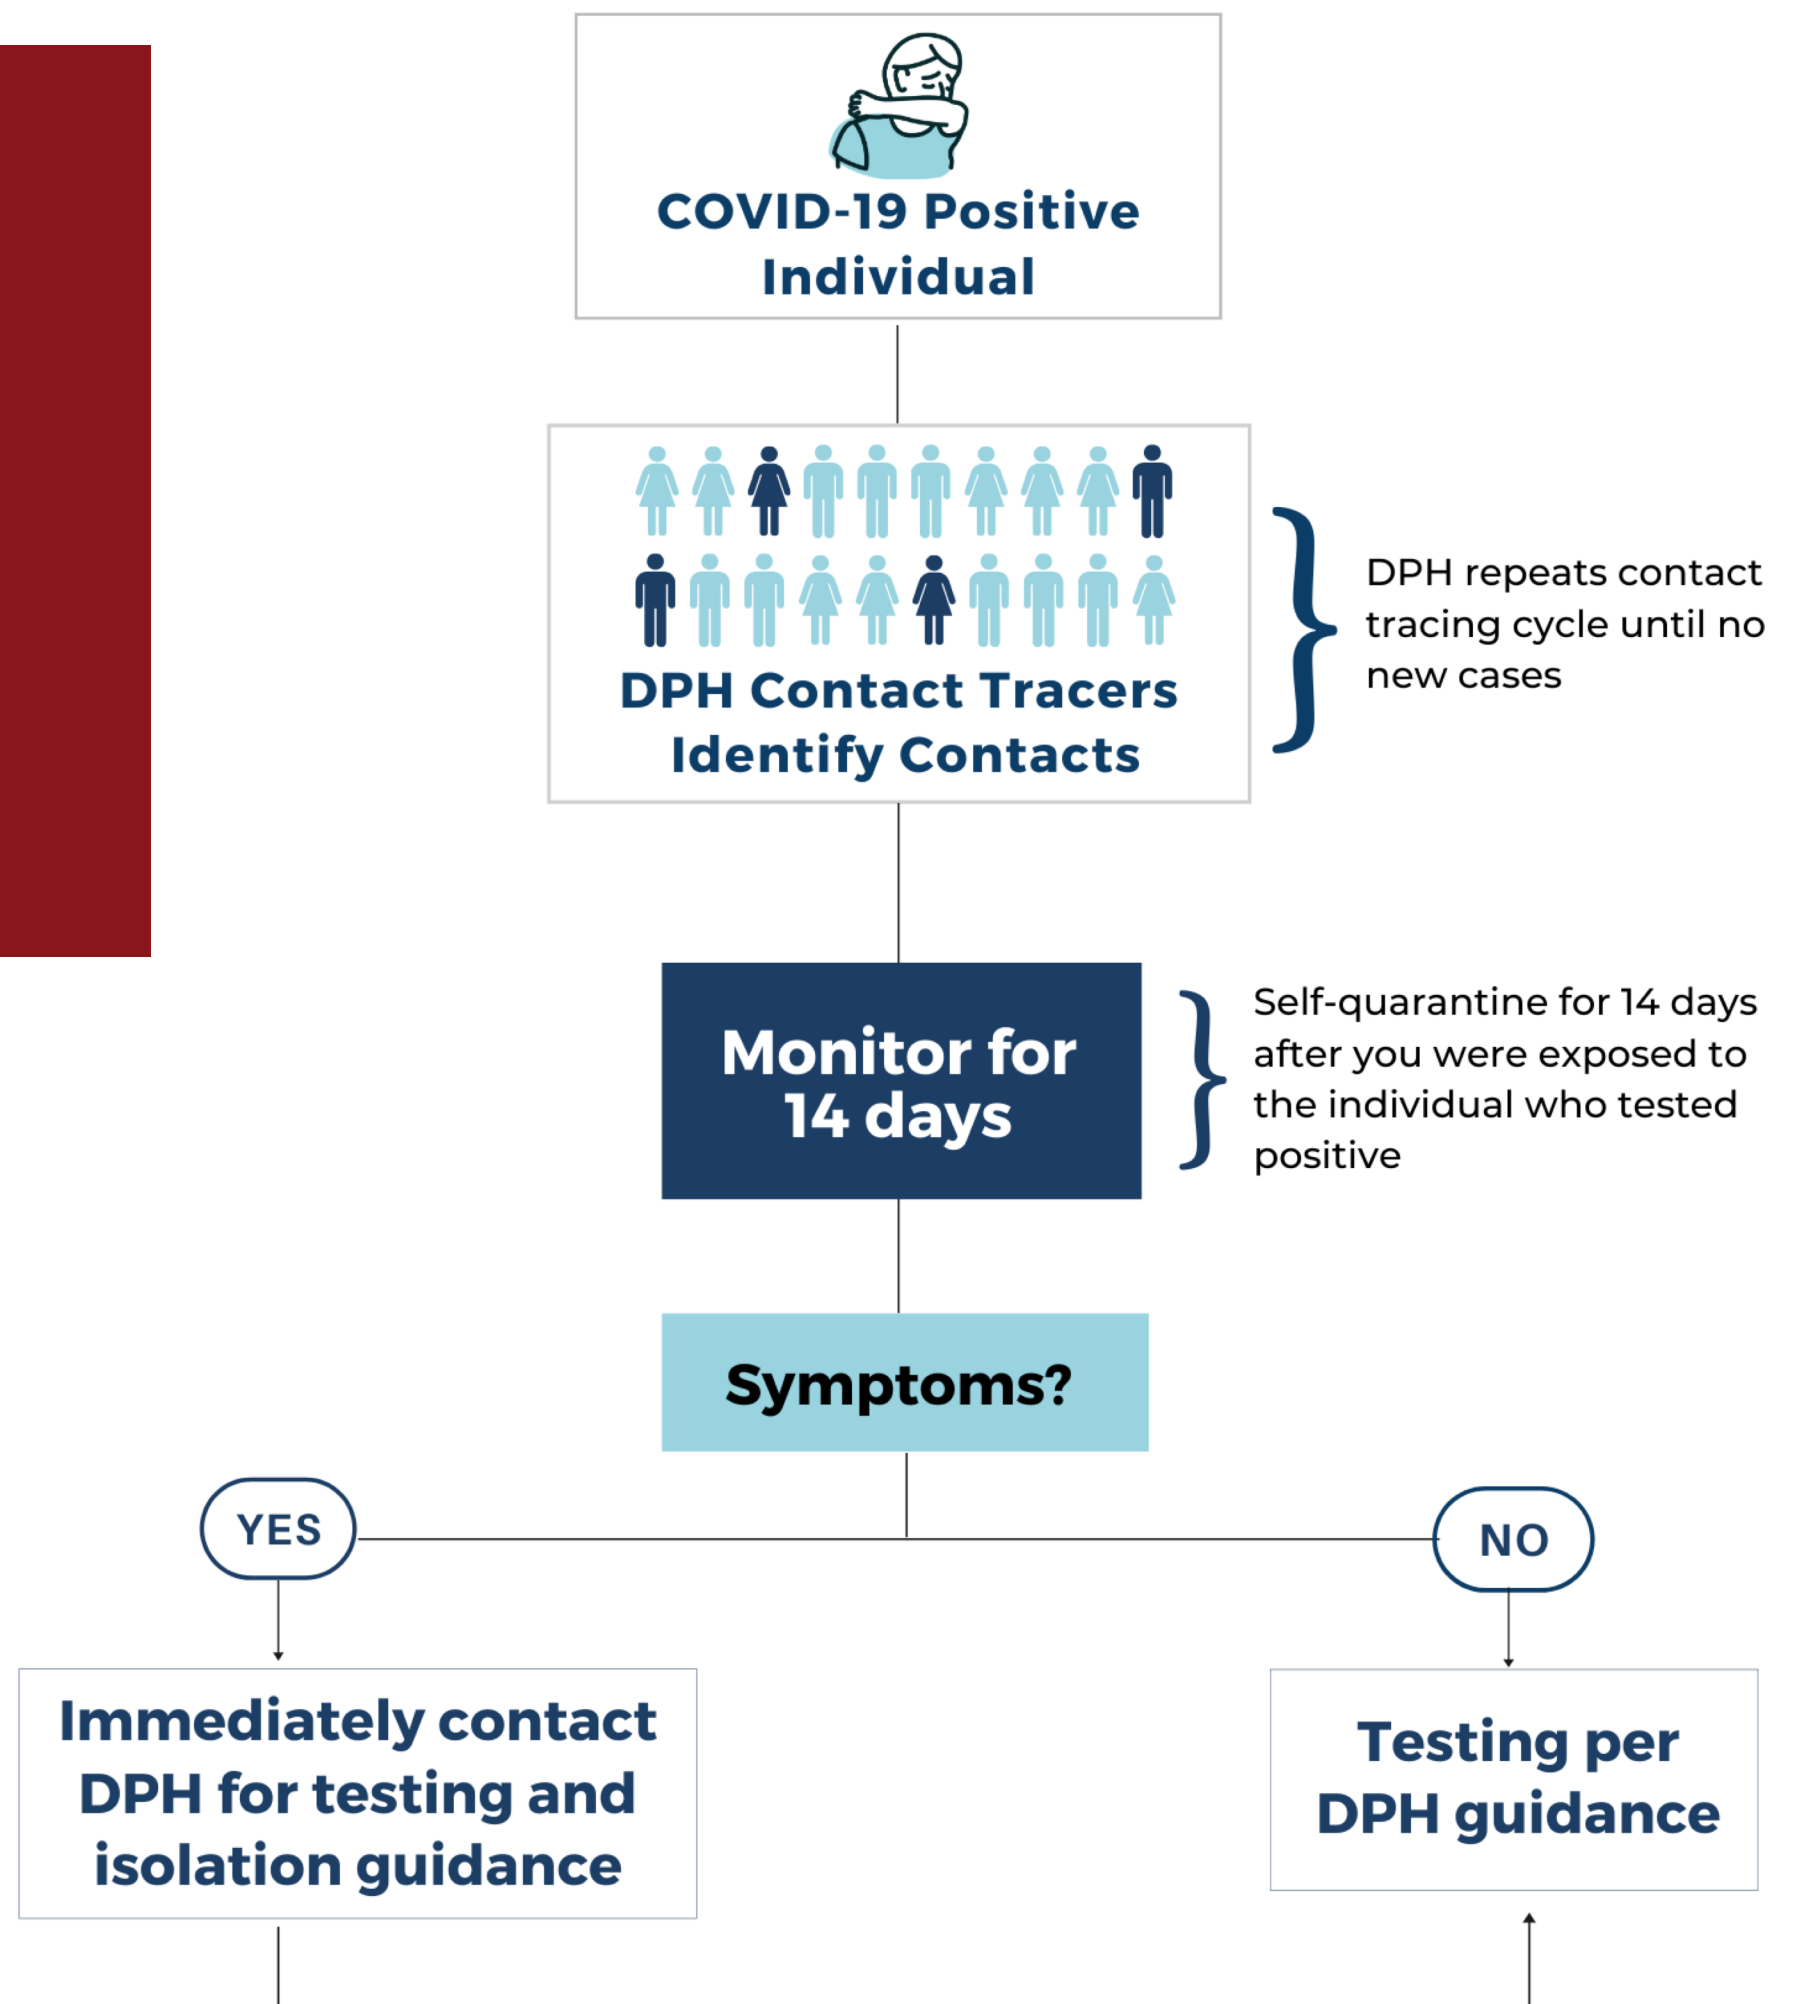 COVID-19 Positive
Individual
DPH Contact Tracers
Identify Contacts
DPH repeats contact
tracing cycle until no
new cases
Monitor for
14 days
Self-quarantine for 14 days
after you were exposed to
the individual who tested
positive
Symptoms?
YES
NO
Immediately contact
DPH for testing and
isolation guidance
Testing per
DPH guidance